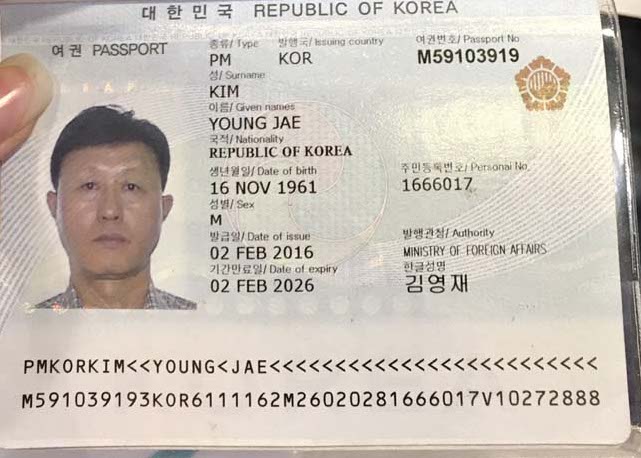 대 한 민 국 REPUBLIC OF KOREA
여 권 PASSPORT
종류/ Type 발행국/ Issuing country 여권번호/ Passport No
PM KOR M59103919
성/ Surname
KIM
이름/ Given names
YOUNG JAE
국적/ Nationality
REPUBLIC OF KOREA
생년월일/ Date of birth 주민등록번호/ Personal No
16 NOV 1961 1666017
성별/ Sex
M
발급일/ Date of issue 발행관청/ Authority
02 FEB 2016 MINISTRY OF FOREIGN AFFAIRS
기간만료일/ Date of expiry 한글성명
02 FEB 2026 김영재
PMKORKIM<<YOUNG<JAE<<<<<<<<<<<<<<<<<<<<<<<<<
M591039193KOR6111162M26020281666017V10272888